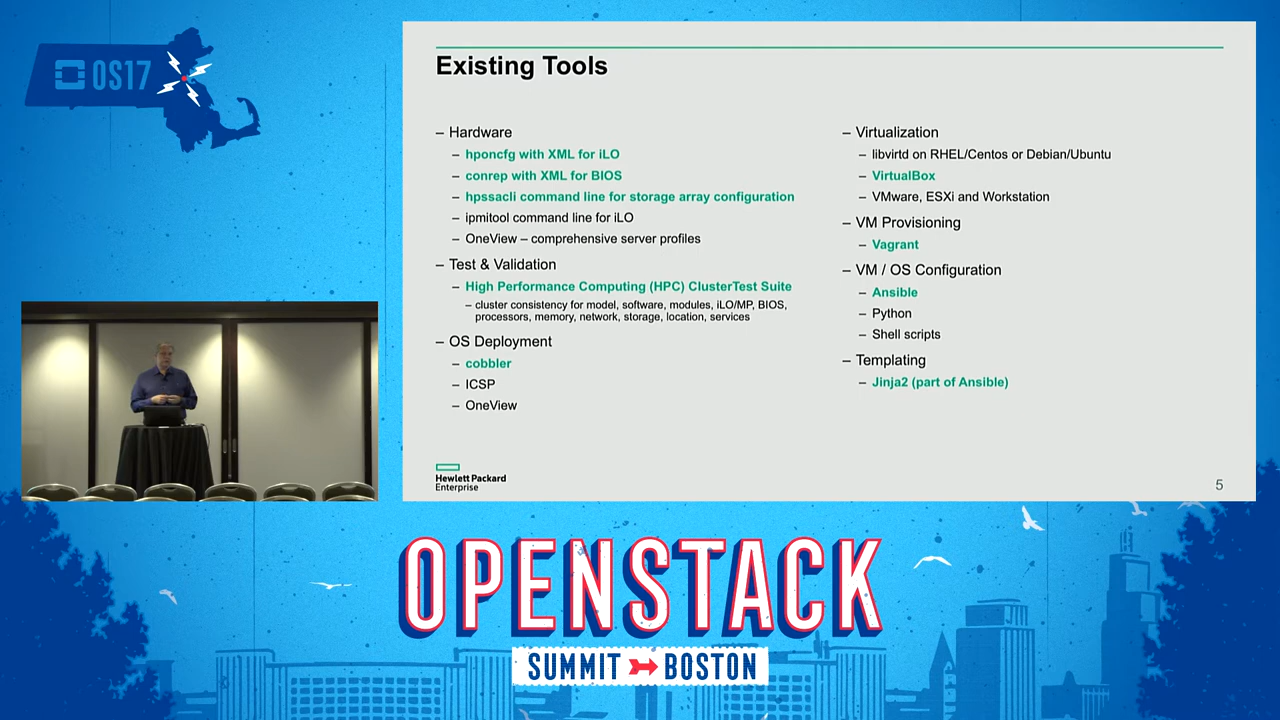 OS17
Existing Tools
– Hardware
– hponcfg with XML for iLO
– conrep with XML for BIOS
– hpssacli command line for storage array configuration
– ipmitool command line for iLO
– OneView – comprehensive server profiles
– Test & Validation
– High Performance Computing (HPC) ClusterTest Suite
– cluster consistency for model, software, modules, iLO/MP, BIOS,
processors, memory, network, storage, location, services
– OS Deployment
– cobbler
– ICSP
– OneView
– Virtualization
– libvirtd on RHEL/Centos or Debian/Ubuntu
– VirtualBox
– VMware, ESXi and Workstation
– VM Provisioning
– Vagrant
– VM / OS Configuration
– Ansible
– Python
– Shell scripts
– Templating
– Jinja2 (part of Ansible)
Hewlett Packard
Enterprise
5
OPENSTACK
SUMMIT BOSTON